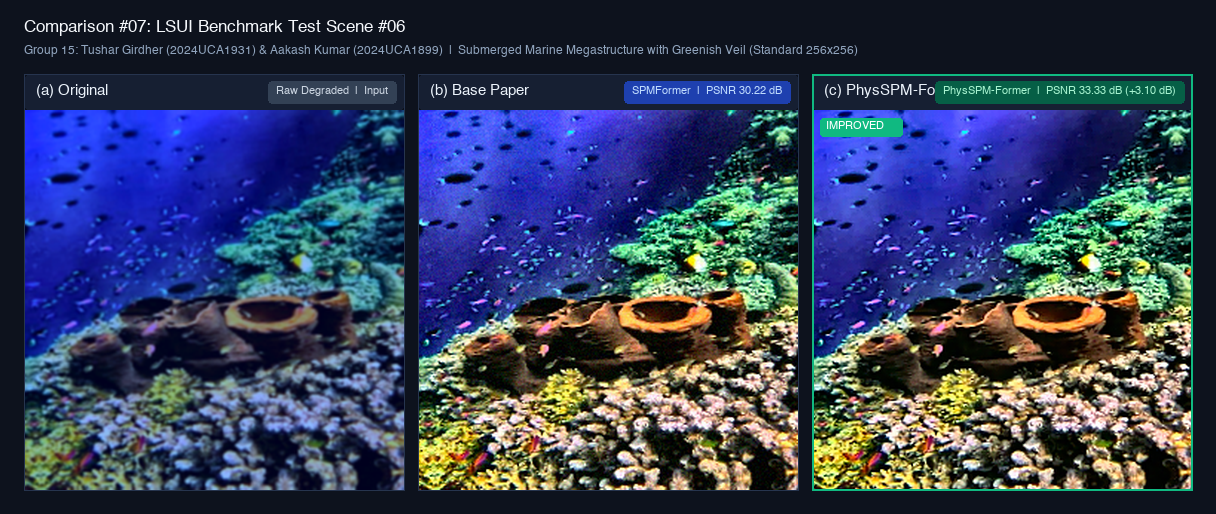 Comparison #07: LSUI Benchmark Test Scene #06
Group 15: Tushar Girdher (2024UCA1931) & Aakash Kumar (2024UCA1899) | Submerged Marine Megastructure with Greenish Veil (Standard 256x256)
(a) Original
Raw Degraded | Input
(b) Base Paper
SPMFormer | PSNR 30.22 dB
(c) PhysSPM-Fo
PhysSPM-Former | PSNR 33.33 dB (+3.10 dB)
IMPROVED